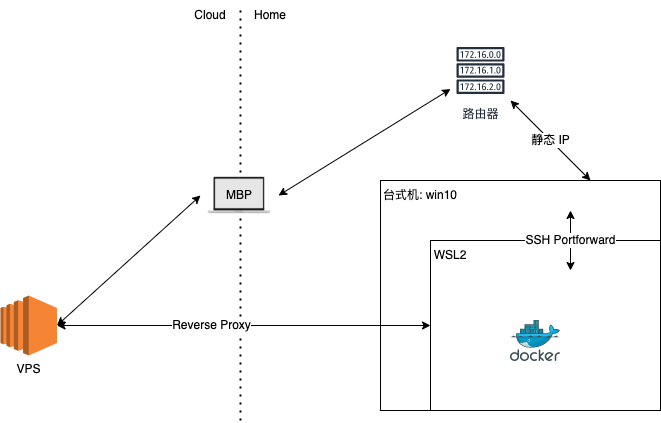 Cloud
Home
172.16.0.0
172.16.1.0
172.16.2.0
路由器
静态 IP
MBP
台式机: win10
SSH Portforward
WSL2
Reverse Proxy
docker
VPS